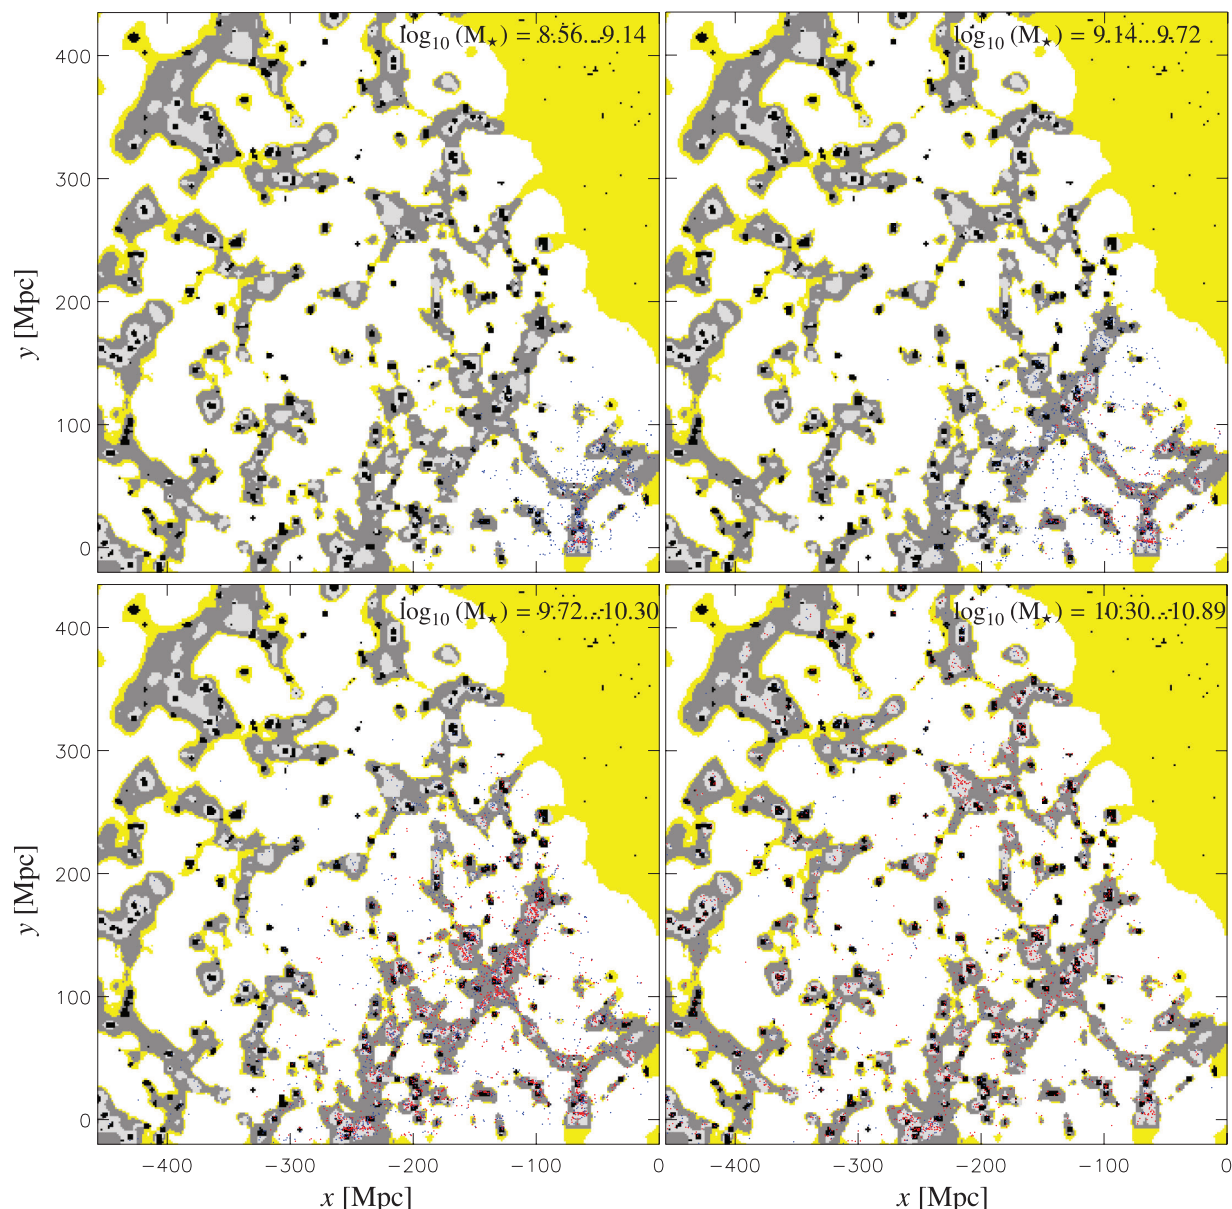 log₁₀ (M★) = 8.56...9.14
log₁₀ (M★) = 9.14...9.72
400
300
200
100
0
y [Mpc]
log₁₀ (M★) = 9.72...10.30
log₁₀ (M★) = 10.30...10.89
400
300
200
100
0
y [Mpc]
−400 −300 −200 −100 0
−400 −300 −200 −100 0
x [Mpc]
x [Mpc]